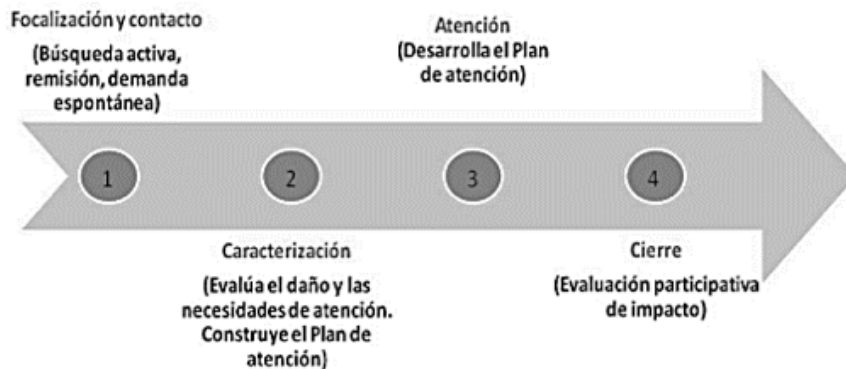 Focalización y contacto
(Búsqueda activa,
remisión, demanda
espontánea)
Atención
(Desarrolla el Plan
de atención)
1
2
3
4
Caracterización
(Evalúa el daño y las
necesidades de atención.
Construye el Plan de
atención)
Cierre
(Evaluación participativa
de impacto)